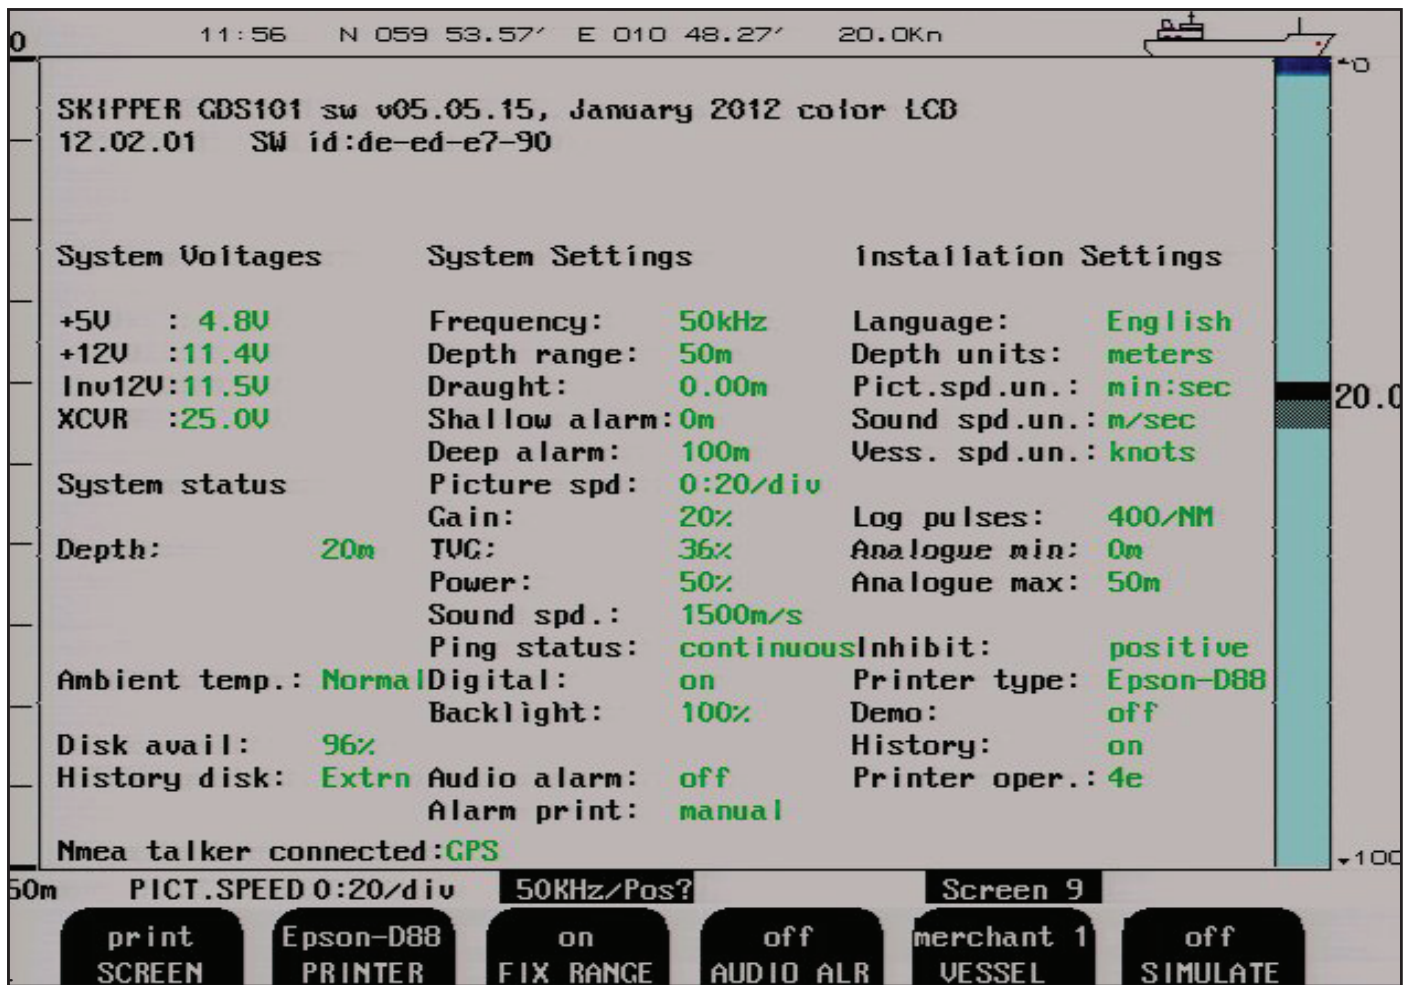 0 11:56 N 059 53.57′ E 010 48.27′ 20.0Kn
0
SKIPPER GDS101 sw v05.05.15, January 2012 color LCD
12.02.01 SW id:de-ed-e7-90
System Voltages System Settings Installation Settings
+5V : 4.8V Frequency: 50kHz Language: English
+12V :11.4V Depth range: 50m Depth units: meters
Inv12V:11.5V Draught: 0.00m Pict.spd.un.: min:sec
20.0
XCVR :25.0V Shallow alarm:0m Sound spd.un.: m/sec
Deep alarm: 100m Vess. spd.un.: knots
System status Picture spd: 0:20/div
Gain: 20% Log pulses: 400/NM
Depth: 20m TVG: 36% Analogue min: 0m
Power: 50% Analogue max: 50m
Sound spd.: 1500m/s
Ping status: continuous Inhibit: positive
Ambient temp.: Normal Digital: on Printer type: Epson-D88
Backlight: 100% Demo: off
Disk avail: 96% History: on
History disk: Extrn Audio alarm: off Printer oper.: 4e
Alarm print: manual
Nmea talker connected:GPS
100
50m PICT.SPEED 0:20/div 50KHz/Pos? Screen 9
print Epson-D88 on off merchant 1 off
SCREEN PRINTER FIX RANGE AUDIO ALR VESSEL SIMULATE